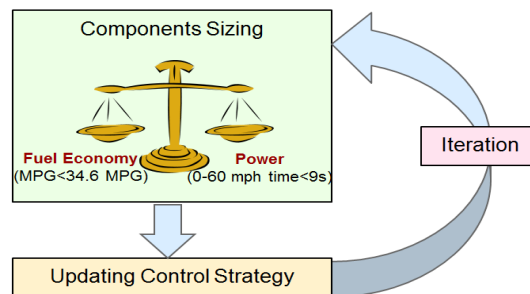 Components Sizing
Fuel Economy
(MPG<34.6 MPG)
Power
(0-60 mph time<9s)
Iteration
Updating Control Strategy